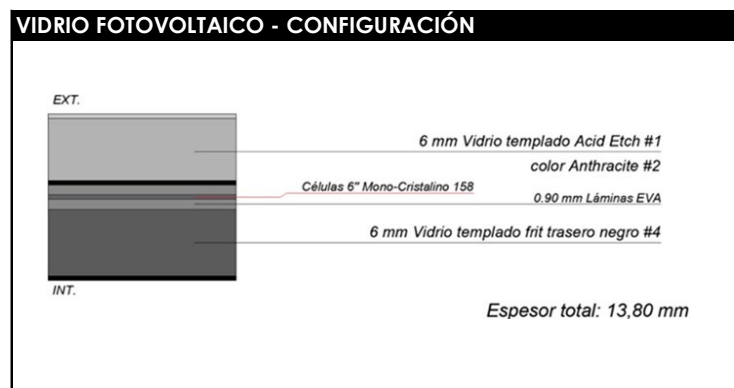 VIDRIO FOTOVOLTAICO - CONFIGURACIÓN
EXT.
6 mm Vidrio templado Acid Etch #1
color Anthracite #2
Células 6" Mono-Cristalino 158
0.90 mm Láminas EVA
6 mm Vidrio templado frit trasero negro #4
INT.
Espesor total: 13,80 mm